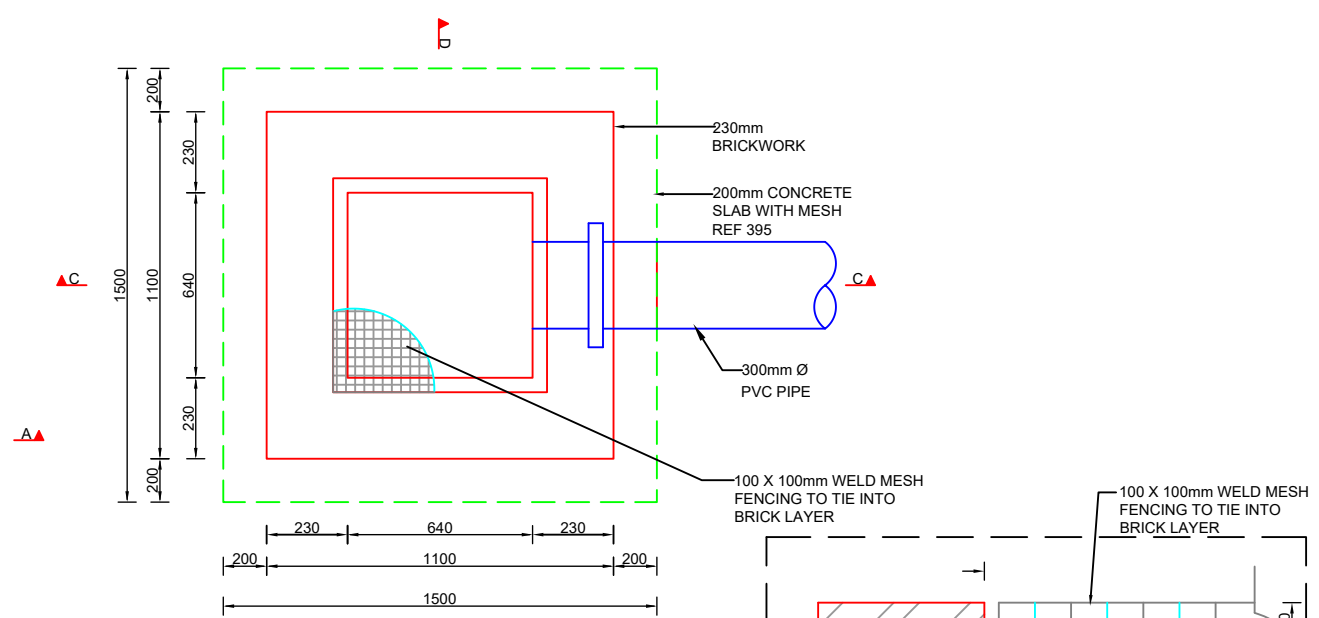 D
200
230
230mm
BRICKWORK
200mm CONCRETE
SLAB WITH MESH
REF 395
C
1500
1100
640
C
300mm Ø
PVC PIPE
230
A
200
100 X 100mm WELD MESH
FENCING TO TIE INTO
BRICK LAYER
100 X 100mm WELD MESH
FENCING TO TIE INTO
BRICK LAYER
230 640 230
200 1100 200
1500